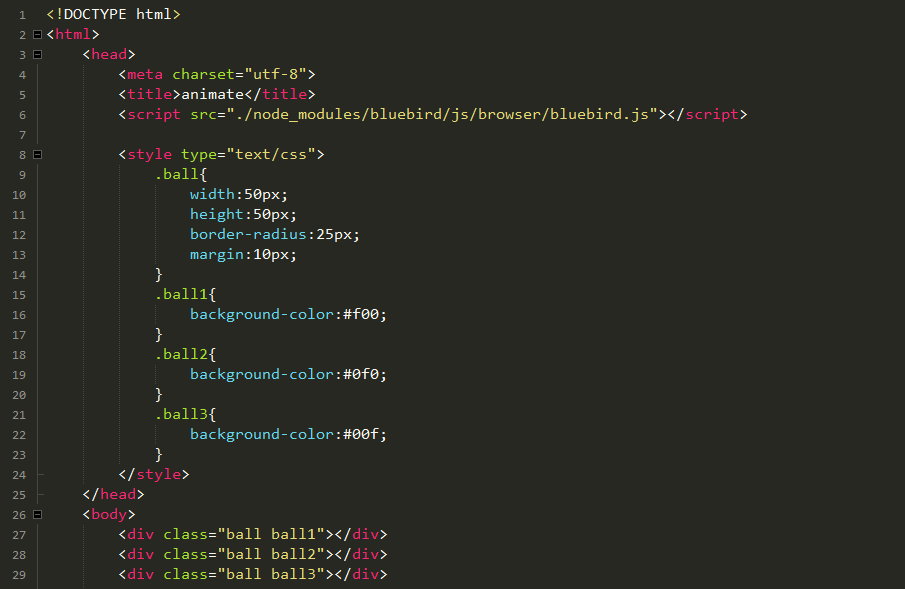 1 <!DOCTYPE html>
2 <html>
3 <head>
4 <meta charset="utf-8">
5 <title>animate</title>
6 <script src="./node_modules/bluebird/js/browser/bluebird.js"></script>
7
8 <style type="text/css">
9 .ball{
10 width:50px;
11 height:50px;
12 border-radius:25px;
13 margin:10px;
14 }
15 .ball1{
16 background-color:#f00;
17 }
18 .ball2{
19 background-color:#0f0;
20 }
21 .ball3{
22 background-color:#00f;
23 }
24 </style>
25 </head>
26 <body>
27 <div class="ball ball1"></div>
28 <div class="ball ball2"></div>
29 <div class="ball ball3"></div>